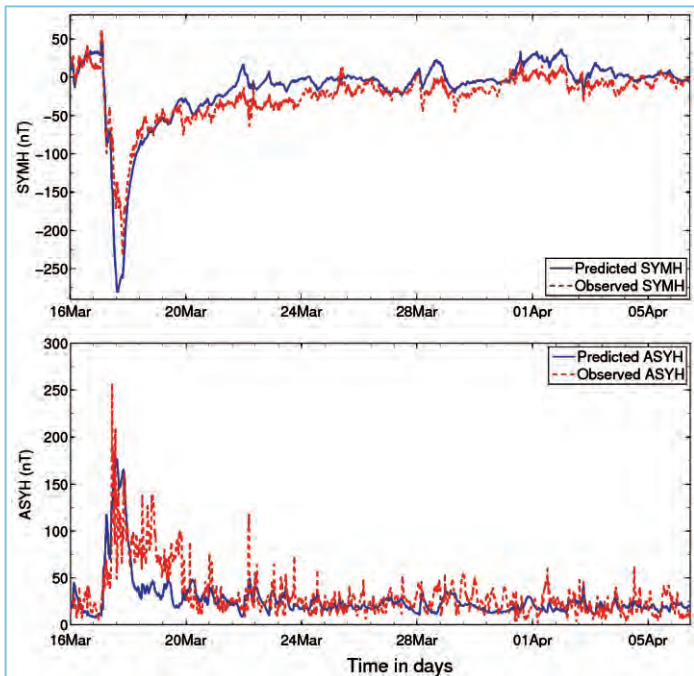 50
0
−50
−100
−150
−200
−250
SYMH (nT)
Predicted SYMH
Observed SYMH
16Mar 20Mar 24Mar 28Mar 01Apr 05Apr
300
250
200
150
100
50
0
ASYH (nT)
Predicted ASYH
Observed ASYH
16Mar 20Mar 24Mar 28Mar 01Apr 05Apr
Time in days